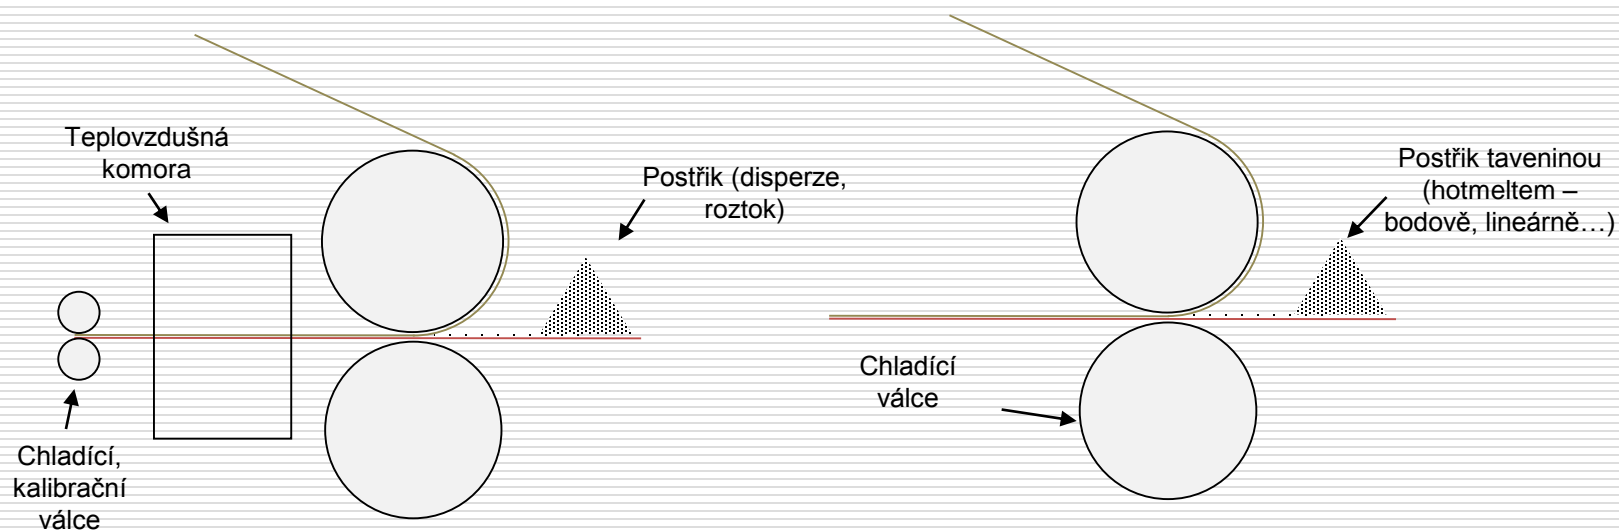 Teplovzdušná
komora
Postřik (disperze,
roztok)
Chladící,
kalibrační
válce
Postřik taveninou
(hotmeltem –
bodově, lineárně…)
Chladící
válce